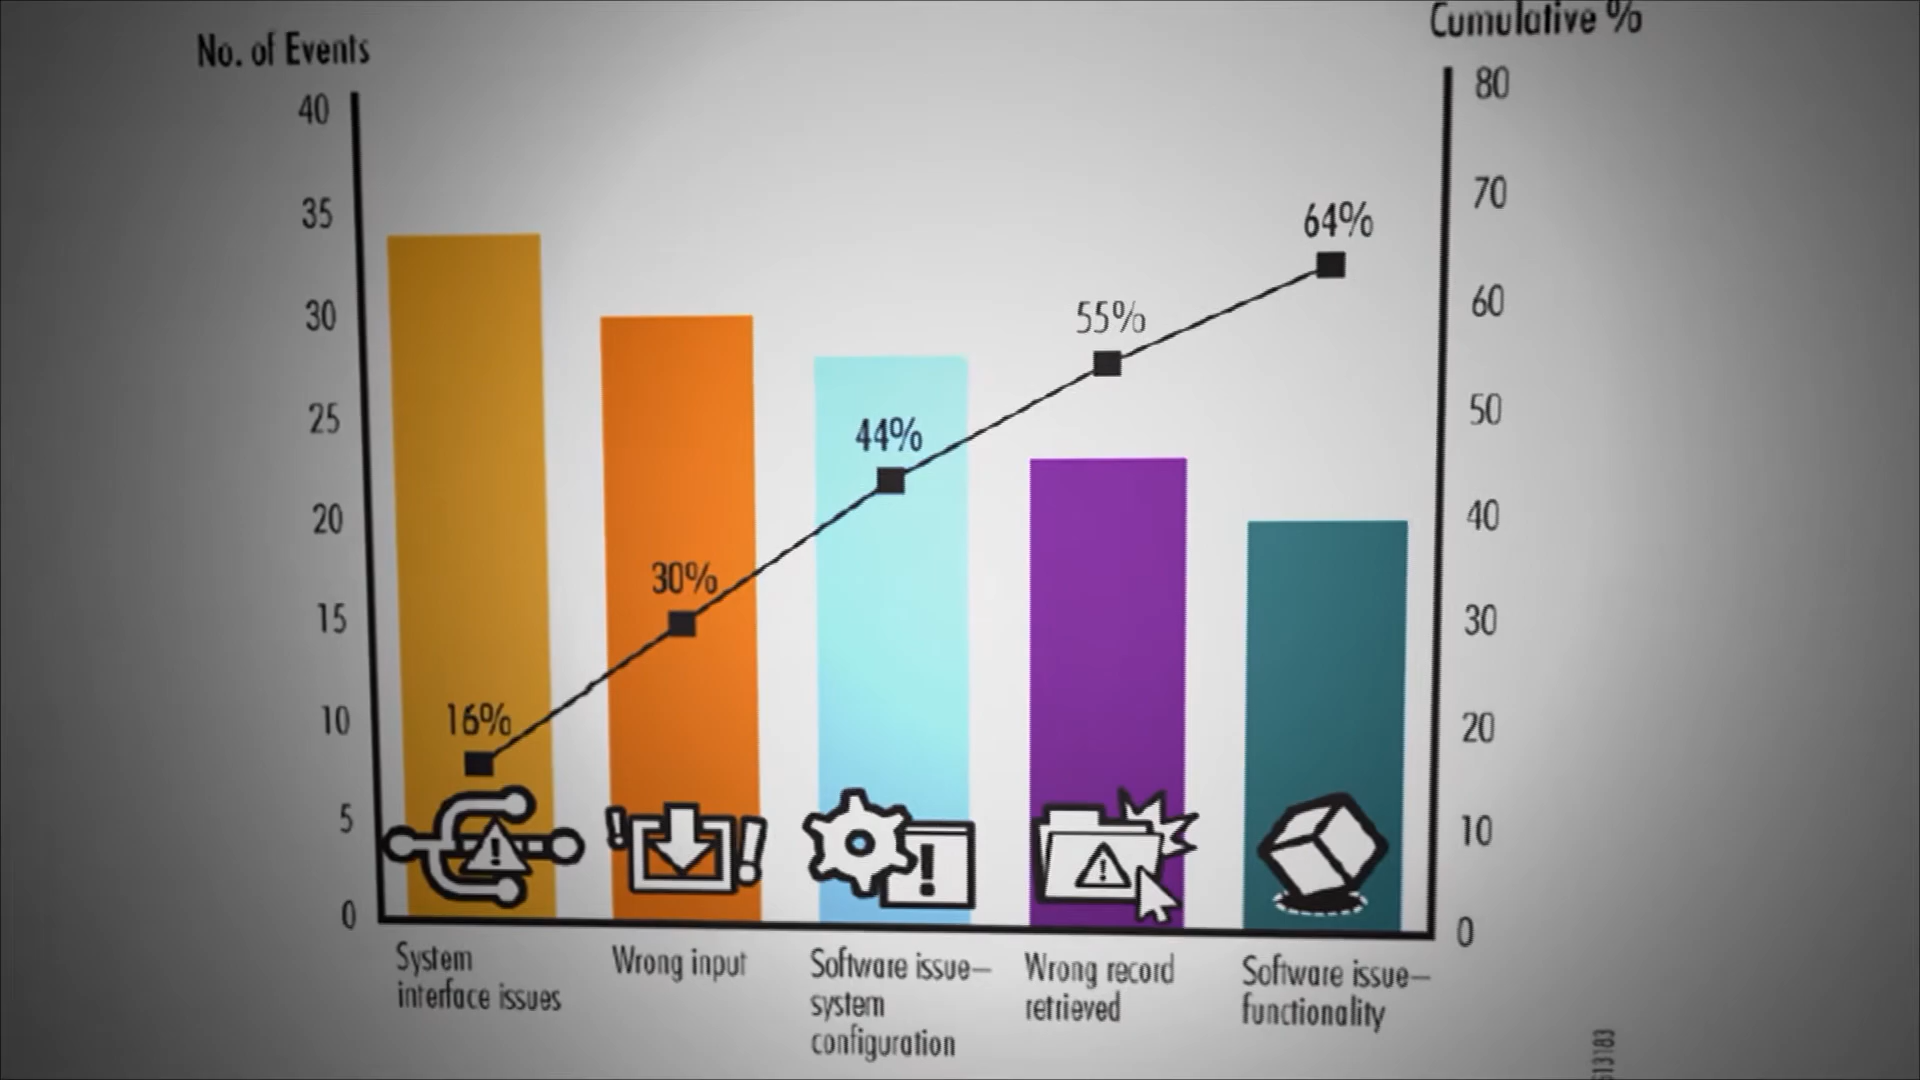 No. of Events
Cumulative %
40
35
30
25
20
15
10
5
0
80
70
60
50
40
30
20
10
0
16%
30%
44%
55%
64%
System
interface issues
Wrong input
Software issue–
system
configuration
Wrong record
retrieved
Software issue–
functionality